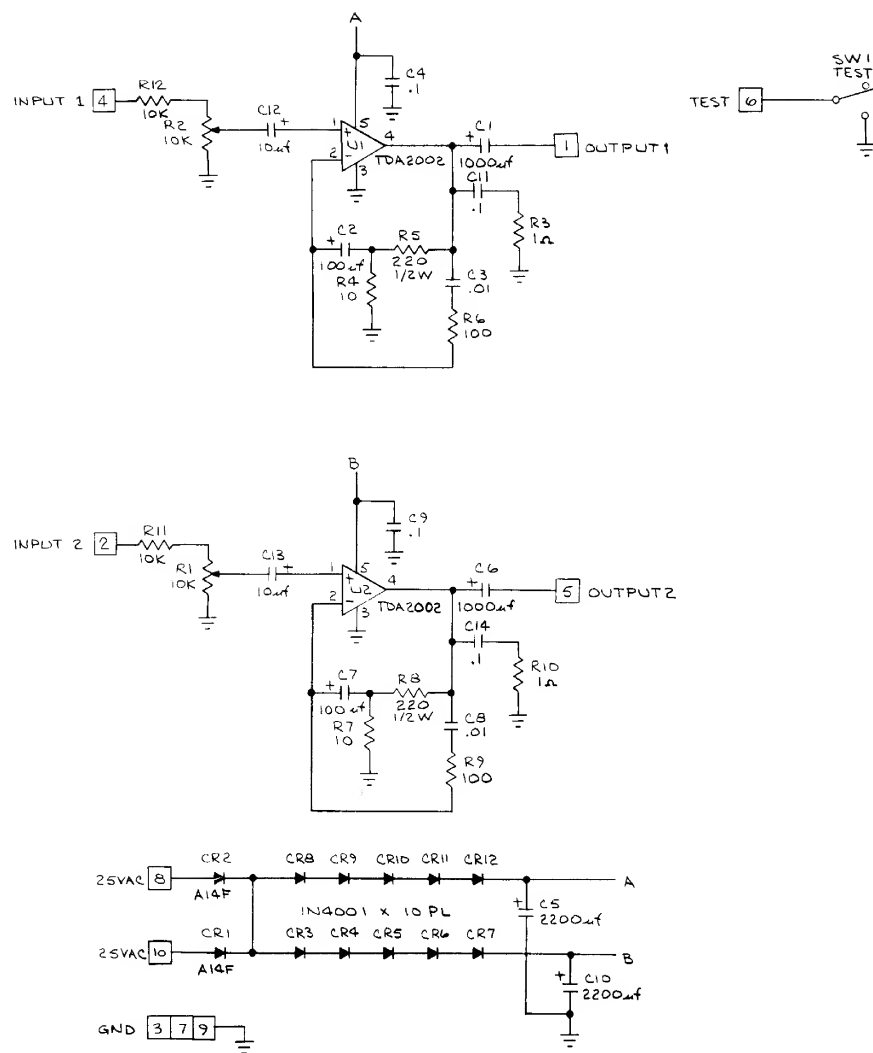 A
C4
.1
SW1
TEST
INPUT 1 4
R12
10K
R2
10K
C12
+
10uf
1
5
+
2
-
U1
4
3
TDA2002
+
C1
1000uf
1 OUTPUT1
TEST 6
C11
.1
R3
1Ω
+
C2
100uf
R5
220
1/2W
R4
10
C3
.01
R6
100
B
C9
.1
INPUT 2 2
R11
10K
R1
10K
C13
+
10uf
1
5
+
2
-
U2
4
3
TDA2002
+
C6
1000uf
5 OUTPUT2
C14
.1
R10
1Ω
+
C7
100uf
R8
220
1/2W
R7
10
C8
.01
R9
100
25VAC 8
CR2
A14F
CR8 CR9 CR10 CR11 CR12
A
+
C5
2200uf
1N4001 x 10 PL
25VAC 10
CR1
A14F
CR3 CR4 CR5 CR6 CR7
B
+
C10
2200uf
GND 3 7 9